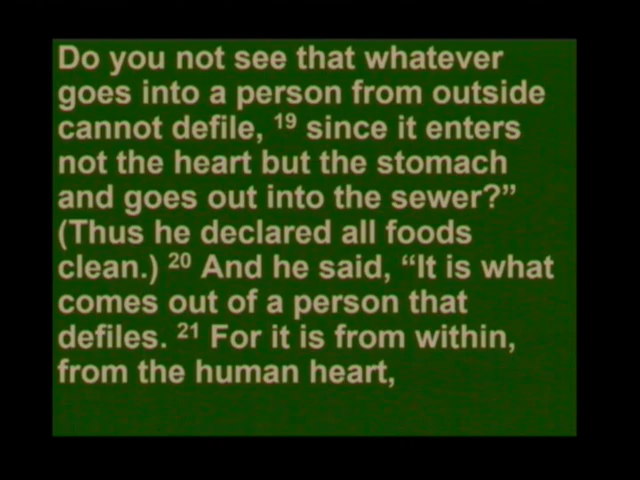 Do you not see that whatever
goes into a person from outside
cannot defile, 19 since it enters
not the heart but the stomach
and goes out into the sewer?”
(Thus he declared all foods
clean.) 20 And he said, “It is what
comes out of a person that
defiles. 21 For it is from within,
from the human heart,